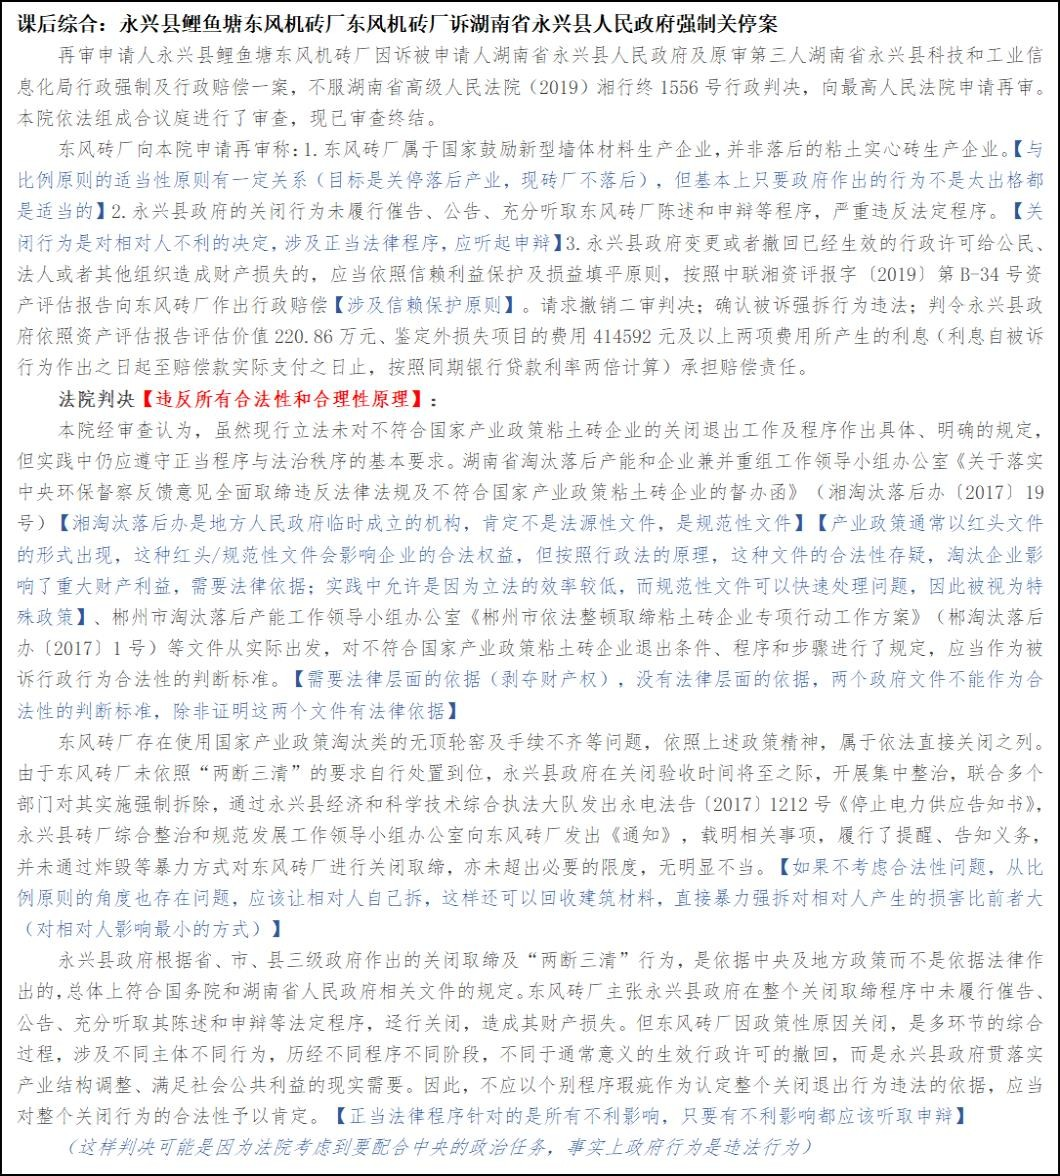 课后综合：永兴县鲤鱼塘东风机砖厂东风机砖厂诉湖南省永兴县人民政府强制关停案
再审申请人永兴县鲤鱼塘东风机砖厂因诉被申请人湖南省永兴县人民政府及原审第三人湖南省永兴县科技和工业信
息化局行政强制及行政赔偿一案，不服湖南省高级人民法院（2019）湘行终1556号行政判决，向最高人民法院申请再审。
本院依法组成合议庭进行了审查，现已审查终结。
东风砖厂向本院申请再审称：1.东风砖厂属于国家鼓励新型墙体材料生产企业，并非落后的粘土实心砖生产企业。【与
比例原则的适当性原则有一定关系（目标是关停落后产业，现砖厂不落后），但基本上只要政府作出的行为不是太出格都
是适当的】2.永兴县政府的关闭行为未履行催告、公告、充分听取东风砖厂陈述和申辩等程序，严重违反法定程序。【关
闭行为是对相对人不利的决定，涉及正当法律程序，应听起申辩】3.永兴县政府变更或者撤回已经生效的行政许可给公民、
法人或者其他组织造成财产损失的，应当依照信赖利益保护及损益填平原则，按照中联湘资评报字〔2019〕第B-34号资
产评估报告向东风砖厂作出行政赔偿【涉及信赖保护原则】。请求撤销二审判决；确认被诉强拆行为违法；判令永兴县政
府依照资产评估报告评估价值220.86万元、鉴定外损失项目的费用414592元及以上两项费用所产生的利息（利息自被诉
行为作出之日起至赔偿款实际支付之日止，按照同期银行贷款利率两倍计算）承担赔偿责任。
法院判决【违反所有合法性和合理性原理】：
本院经审查认为，虽然现行立法未对不符合国家产业政策粘土砖企业的关闭退出工作及程序作出具体、明确的规定，
但实践中仍应遵守正当程序与法治秩序的基本要求。湖南省淘汰落后产能和企业兼并重组工作领导小组办公室《关于落实
中央环保督察反馈意见全面取缔违反法律法规及不符合国家产业政策粘土砖企业的督办函》（湘淘汰落后办〔2017〕19
号）【湘淘汰落后办是地方人民政府临时成立的机构，肯定不是法源性文件，是规范性文件】【产业政策通常以红头文件
的形式出现，这种红头/规范性文件会影响企业的合法权益，但按照行政法的原理，这种文件的合法性存疑，淘汰企业影
响了重大财产利益，需要法律依据；实践中允许是因为立法的效率较低，而规范性文件可以快速处理问题，因此被视为特
殊政策】、郴州市淘汰落后产能工作领导小组办公室《郴州市依法整顿取缔粘土砖企业专项行动工作方案》（郴淘汰落后
办〔2017〕1号）等文件从实际出发，对不符合国家产业政策粘土砖企业退出条件、程序和步骤进行了规定，应当作为被
诉行政行为合法性的判断标准。【需要法律层面的依据（剥夺财产权），没有法律层面的依据，两个政府文件不能作为合
法性的判断标准，除非证明这两个文件有法律依据】
东风砖厂存在使用国家产业政策淘汰类的无顶轮窑及手续不齐等问题，依照上述政策精神，属于依法直接关闭之列。
由于东风砖厂未依照“两断三清”的要求自行处置到位，永兴县政府在关闭验收时间将至之际，开展集中整治，联合多个
部门对其实施强制拆除，通过永兴县经济和科学技术综合执法大队发出永电法告〔2017〕1212号《停止电力供应告知书》，
永兴县砖厂综合整治和规范发展工作领导小组办公室向东风砖厂发出《通知》，载明相关事项，履行了提醒、告知义务，
并未通过炸毁等暴力方式对东风砖厂进行关闭取缔，亦未超出必要的限度，无明显不当。【如果不考虑合法性问题，从比
例原则的角度也存在问题，应该让相对人自己拆，这样还可以回收建筑材料，直接暴力强拆对相对人产生的损害比前者大
（对相对人影响最小的方式）】
永兴县政府根据省、市、县三级政府作出的关闭取缔及“两断三清”行为，是依据中央及地方政策而不是依据法律作
出的，总体上符合国务院和湖南省人民政府相关文件的规定。东风砖厂主张永兴县政府在整个关闭取缔程序中未履行催告、
公告、充分听取其陈述和申辩等法定程序，迳行关闭，造成其财产损失。但东风砖厂因政策性原因关闭，是多环节的综合
过程，涉及不同主体不同行为，历经不同程序不同阶段，不同于通常意义的生效行政许可的撤回，而是永兴县政府贯落实
产业结构调整、满足社会公共利益的现实需要。因此，不应以个别程序瑕疵作为认定整个关闭退出行为违法的依据，应当
对整个关闭行为的合法性予以肯定。【正当法律程序针对的是所有不利影响，只要有不利影响都应该听取申辩】
（这样判决可能是因为法院考虑到要配合中央的政治任务，事实上政府行为是违法行为）